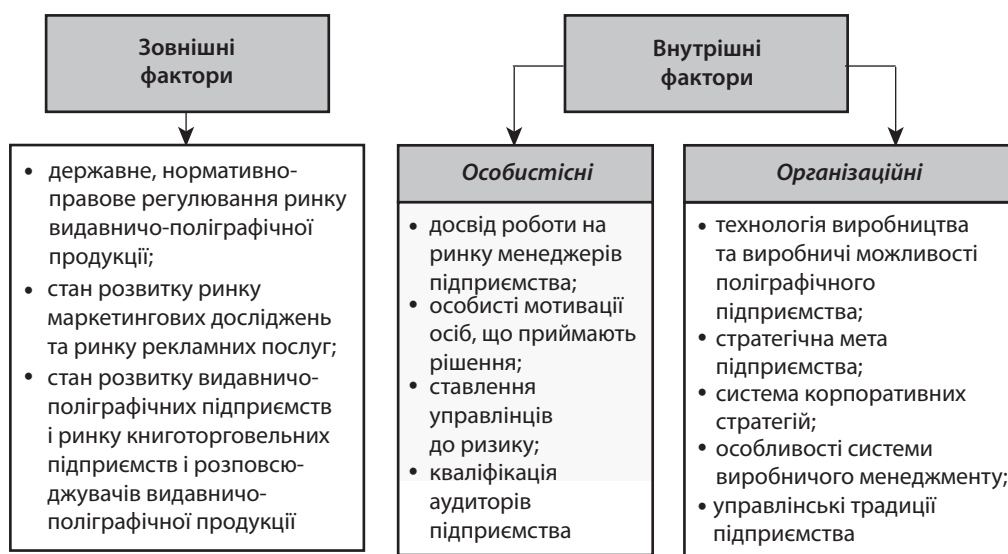 Зовнішні
фактори
державне, нормативно-
правове регулювання ринку
видавничо-поліграфічної
продукції;
стан розвитку ринку
маркетингових досліджень
та ринку рекламних послуг;
стан розвитку видавничо-
поліграфічних підприємств
і ринку книготорговельних
підприємств і розповсю-
джувачів видавничо-
поліграфічної продукції
Внутрішні
фактори
Особистісні
досвід роботи на
ринку менеджерів
підприємства;
особисті мотивації
осіб, що приймають
рішення;
ставлення
управлінців
до ризику;
кваліфікація
аудиторів
підприємства
Організаційні
технологія виробництва
та виробничі можливості
поліграфічного
підприємства;
стратегічна мета
підприємства;
система корпоративних
стратегій;
особливості системи
виробничого менеджменту;
управлінські традиції
підприємства